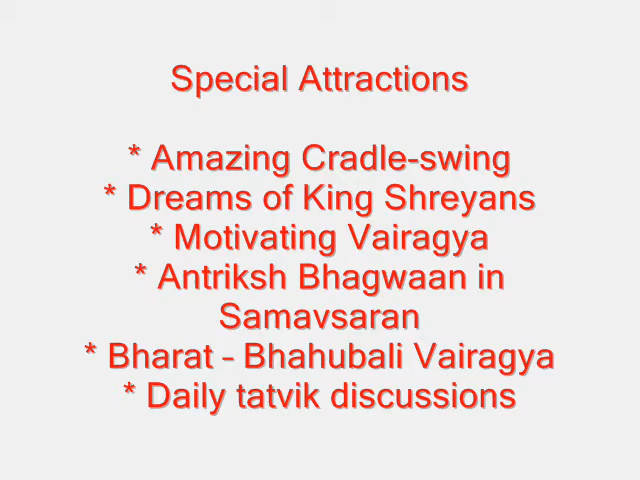 Special Attractions
* Amazing Cradle-swing
* Dreams of King Shreyans
* Motivating Vairagya
* Antriksh Bhagwaan in
Samavsaran
* Bharat - Bhahubali Vairagya
* Daily tatvik discussions